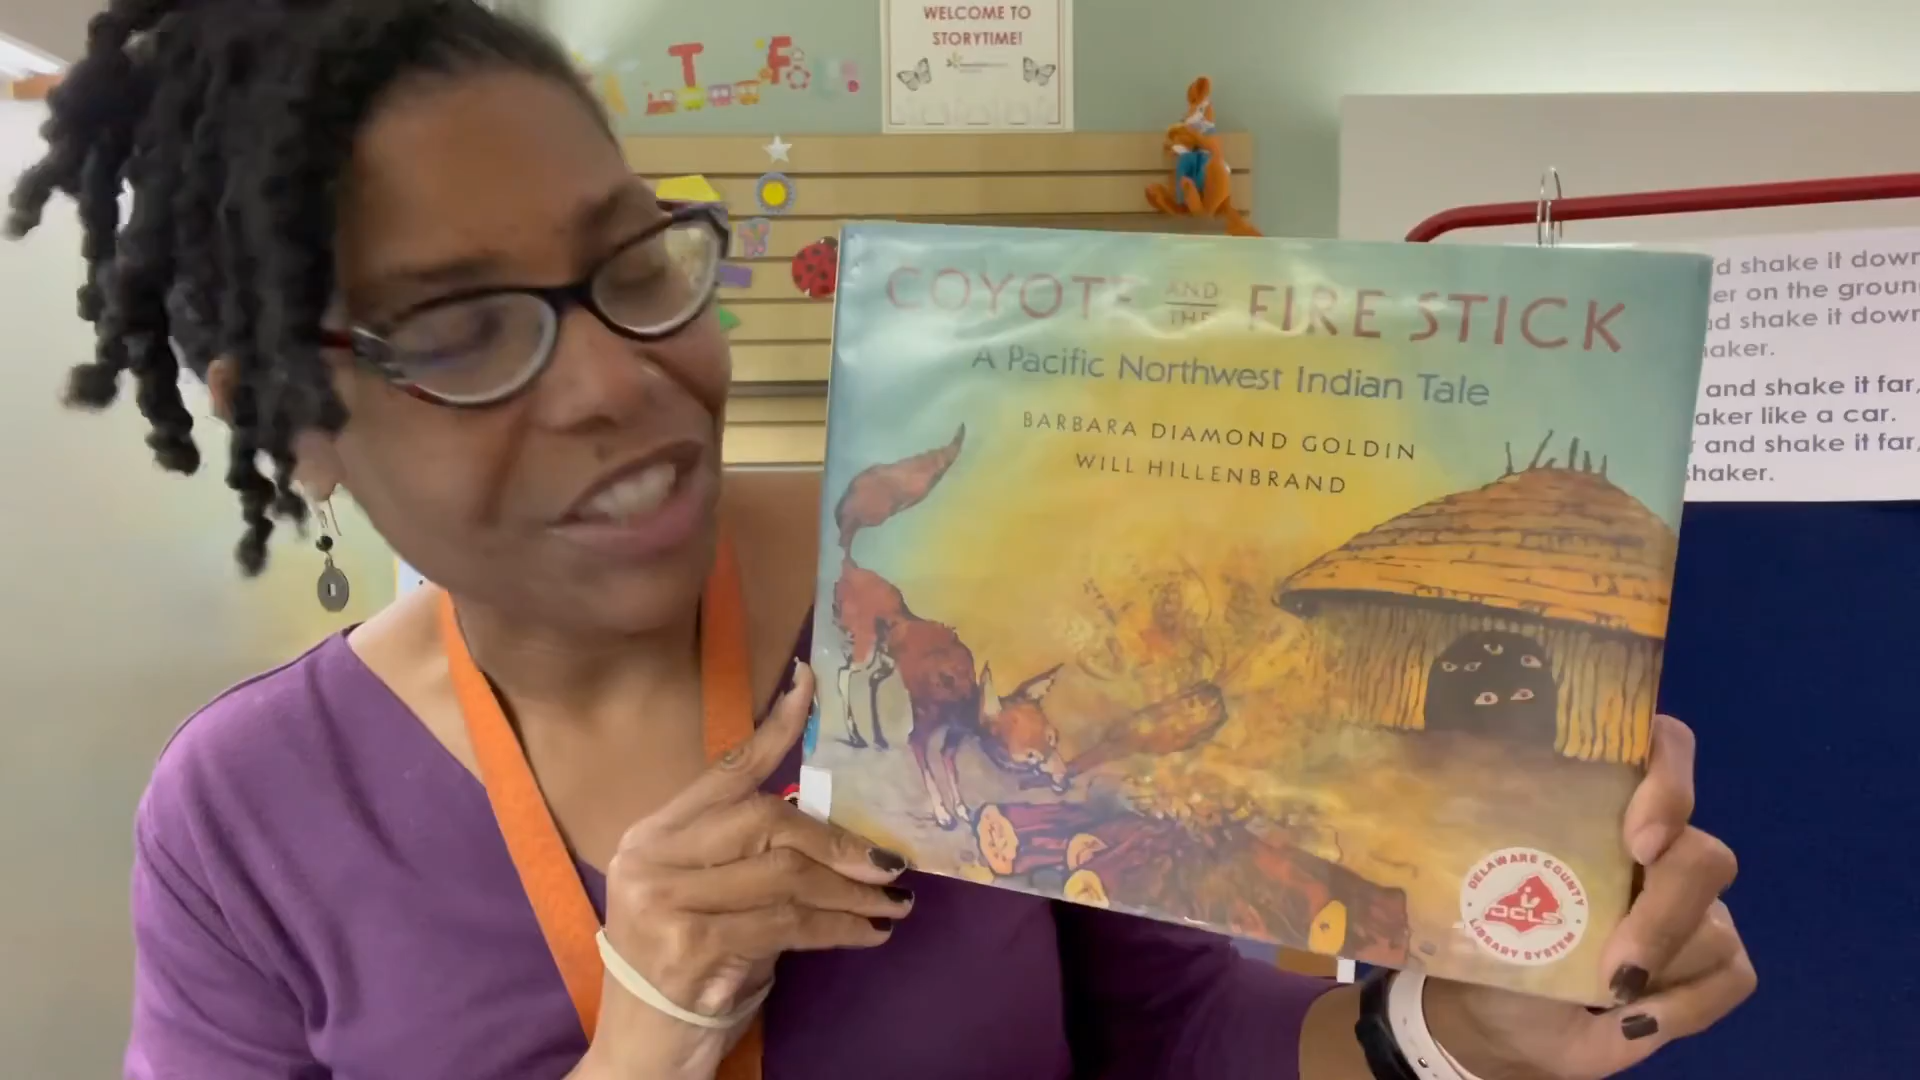 WELCOME TO
STORYTIME!
COYOTE AND THE FIRE STICK
A Pacific Northwest Indian Tale
BARBARA DIAMOND GOLDIN
WILL HILLENBRAND
DELAWARE COUNTY
DCLS
LIBRARY SYSTEM
d shake it down
er on the groun
d shake it down
aker.
and shake it far,
aker like a car.
and shake it far,
shaker.